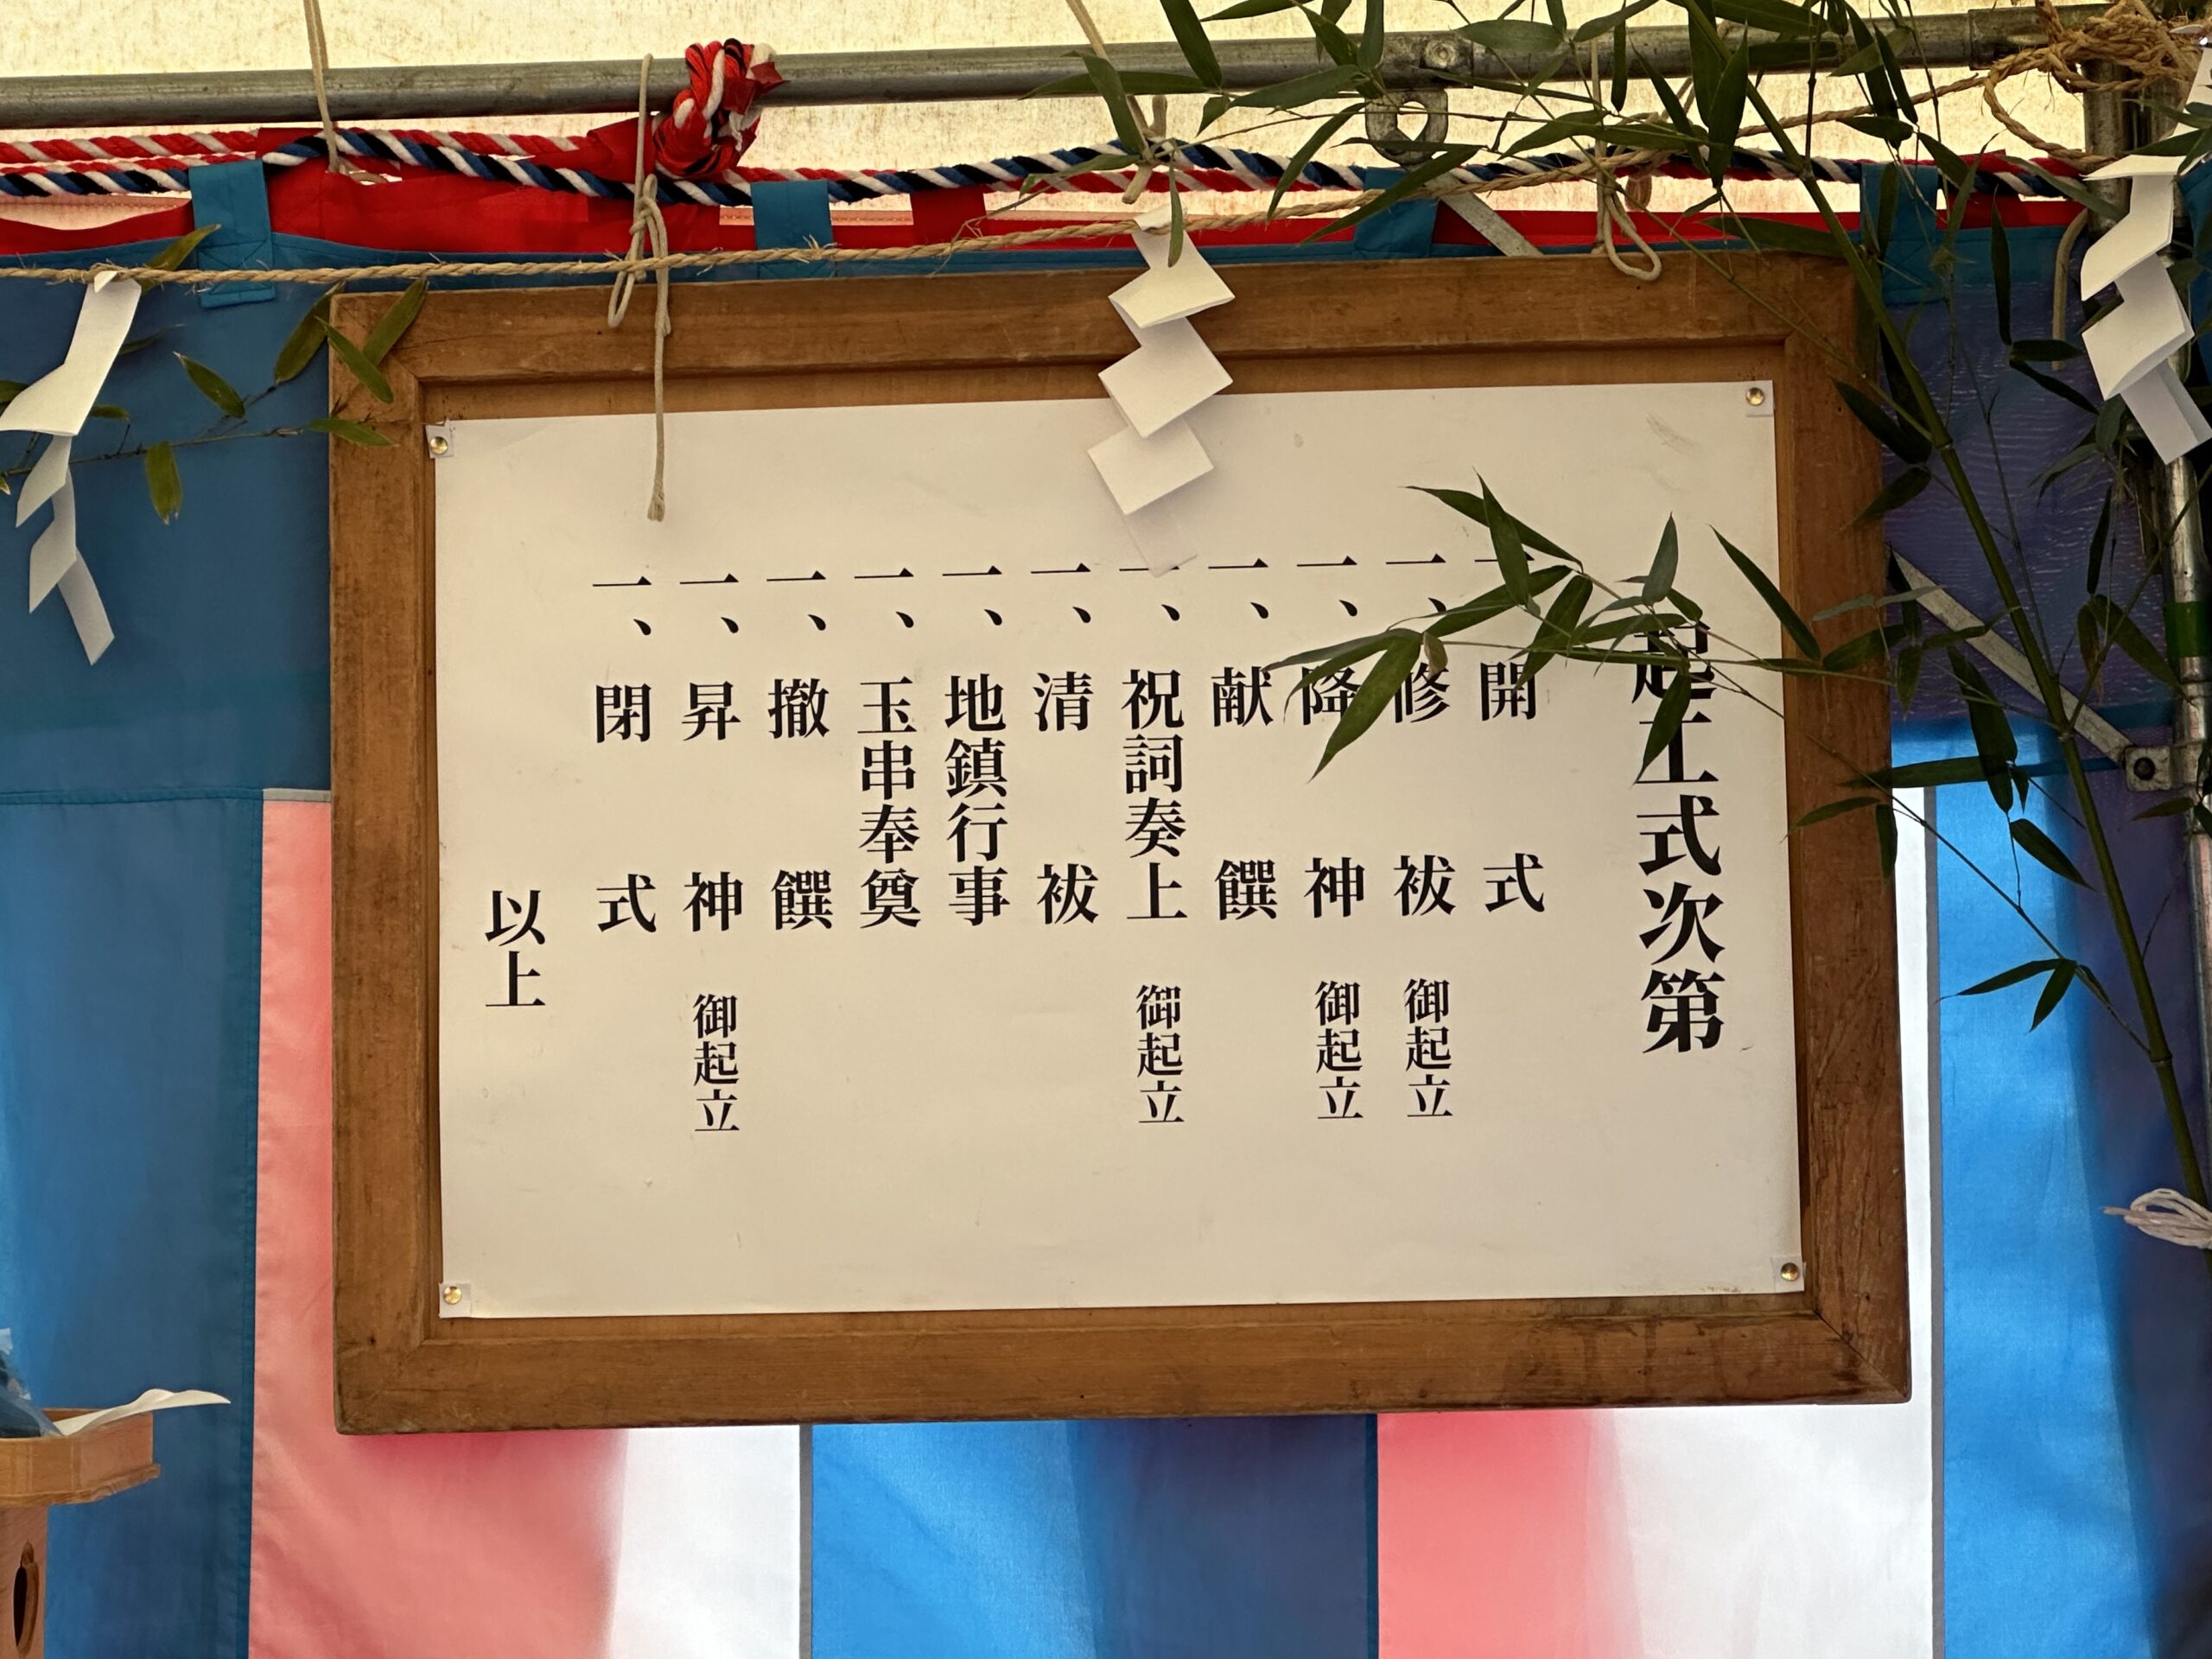 起工式次第
一、開式
一、修祓 御起立
一、降神 御起立
一、献饌
一、祝詞奏上 御起立
一、清祓
一、地鎮行事
一、玉串奉奠
一、撤饌
一、昇神 御起立
一、閉式
以上